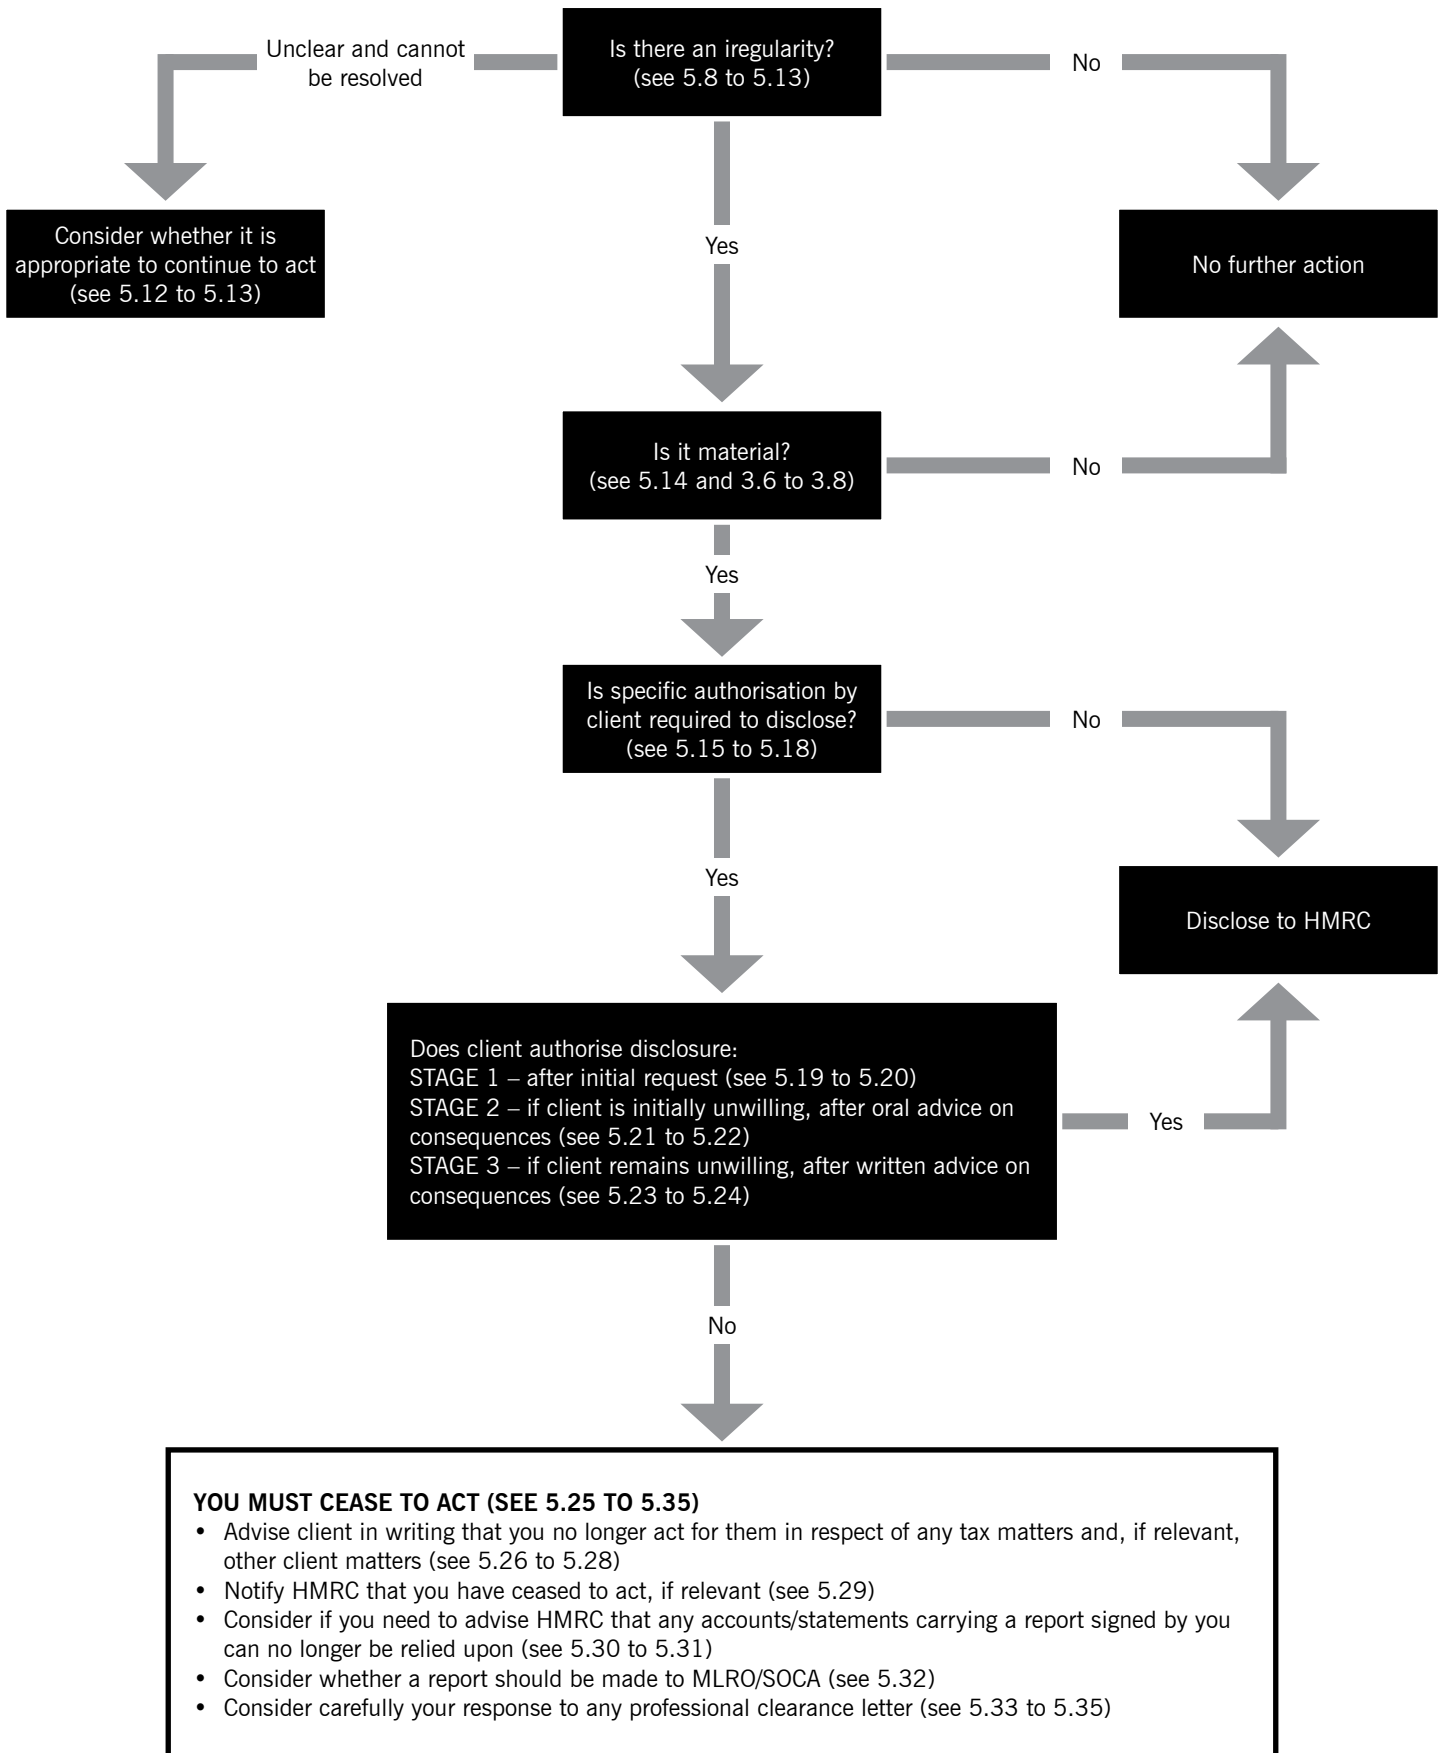 Unclear and cannot
be resolved
Is there an iregularity?
(see 5.8 to 5.13)
No
Consider whether it is
appropriate to continue to act
(see 5.12 to 5.13)
Yes
No further action
Is it material?
(see 5.14 and 3.6 to 3.8)
No
Yes
Is specific authorisation by
client required to disclose?
(see 5.15 to 5.18)
No
Yes
Disclose to HMRC
Does client authorise disclosure:
STAGE 1 – after initial request (see 5.19 to 5.20)
STAGE 2 – if client is initially unwilling, after oral advice on
consequences (see 5.21 to 5.22)
STAGE 3 – if client remains unwilling, after written advice on
consequences (see 5.23 to 5.24)
Yes
No
YOU MUST CEASE TO ACT (SEE 5.25 TO 5.35)
• Advise client in writing that you no longer act for them in respect of any tax matters and, if relevant,
other client matters (see 5.26 to 5.28)
• Notify HMRC that you have ceased to act, if relevant (see 5.29)
• Consider if you need to advise HMRC that any accounts/statements carrying a report signed by you
can no longer be relied upon (see 5.30 to 5.31)
• Consider whether a report should be made to MLRO/SOCA (see 5.32)
• Consider carefully your response to any professional clearance letter (see 5.33 to 5.35)